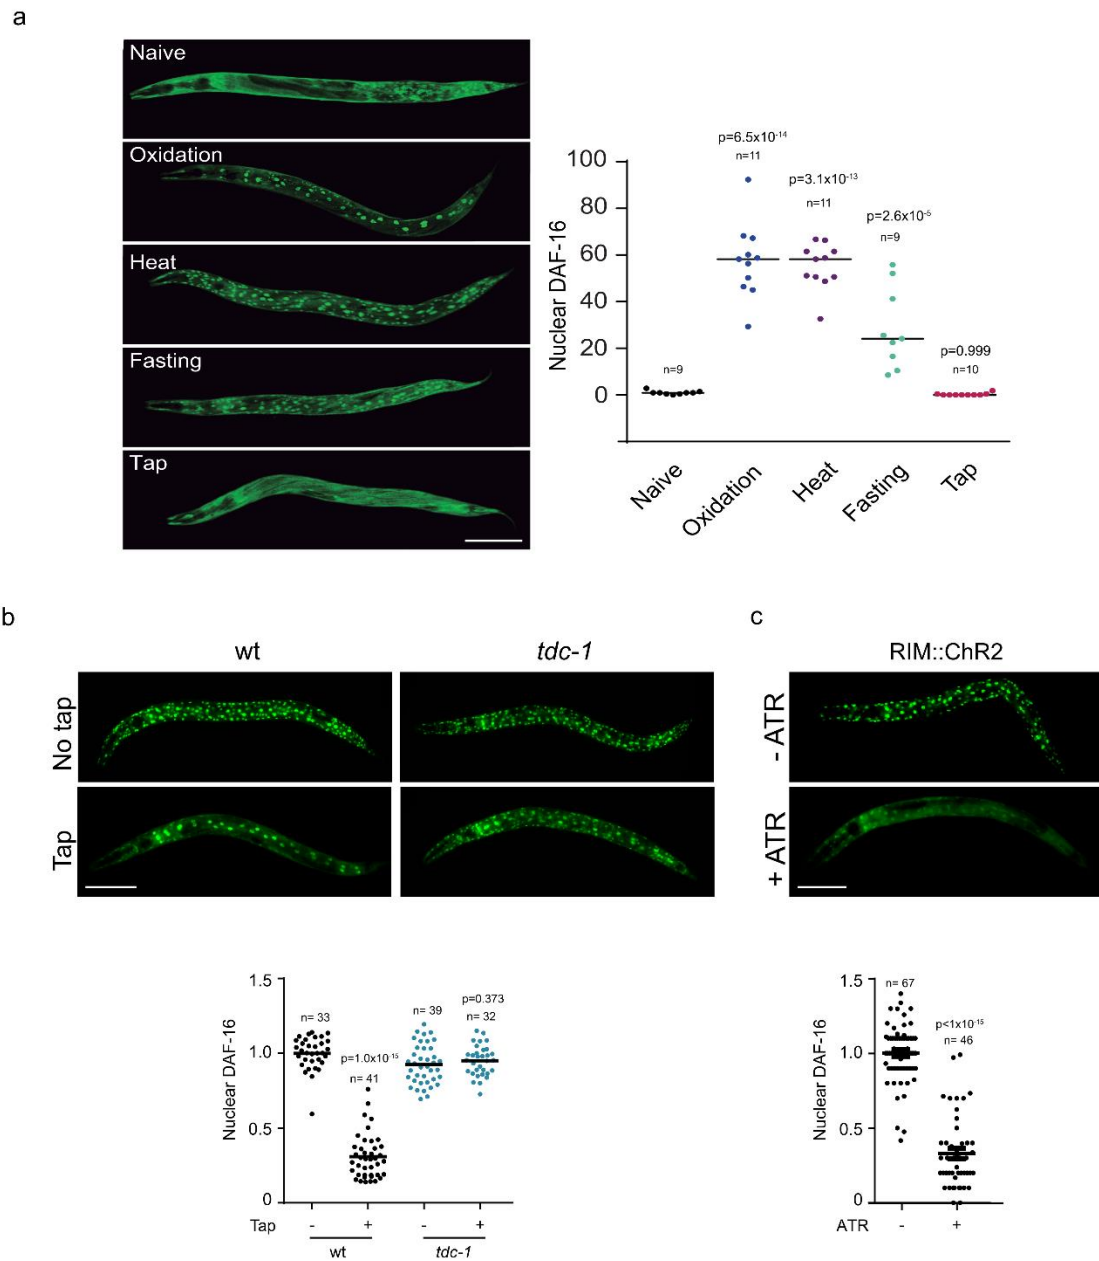 a
Naive
Oxidation
Heat
Fasting
Tap
Nuclear DAF-16
100
80
60
40
20
0
n=9
p=6.5x10⁻¹⁴
n=11
p=3.1x10⁻¹³
n=11
p=2.6x10⁻⁵
n=9
p=0.999
n=10
Naive
Oxidation
Heat
Fasting
Tap
b
wt
tdc-1
No tap
Tap
c
RIM::ChR2
- ATR
+ ATR
Nuclear DAF-16
1.5
1.0
0.5
0
n= 33
p=1.0x10⁻¹⁵
n= 41
n= 39
p=0.373
n= 32
Tap - + - +
wt tdc-1
Nuclear DAF-16
1.5
1.0
0.5
0
n= 67
p<1x10⁻¹⁵
n= 46
ATR - +